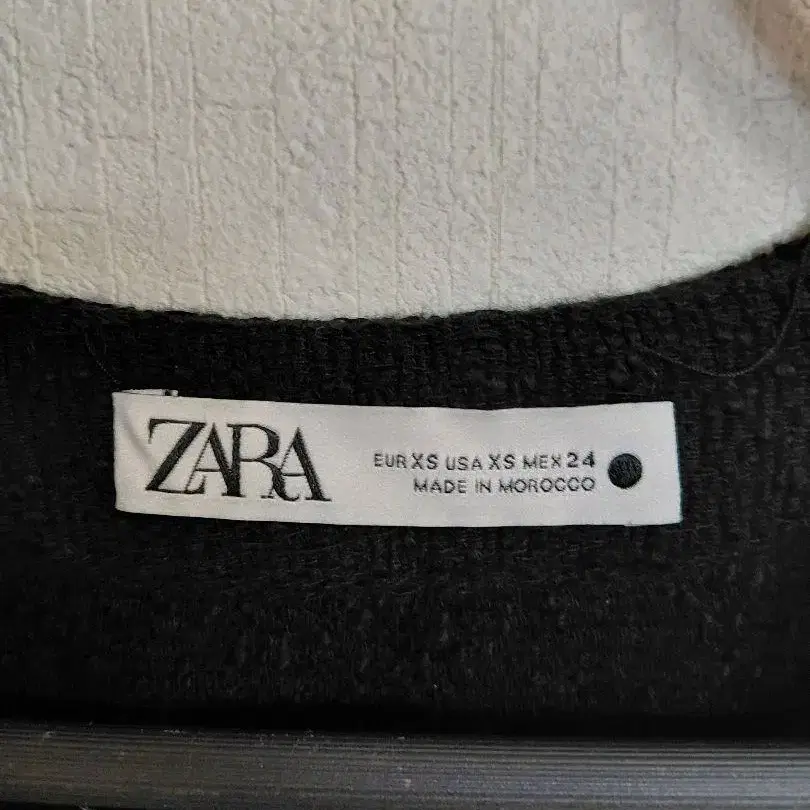 ZARA
EUR XS USA XS MEX 24
MADE IN MOROCCO